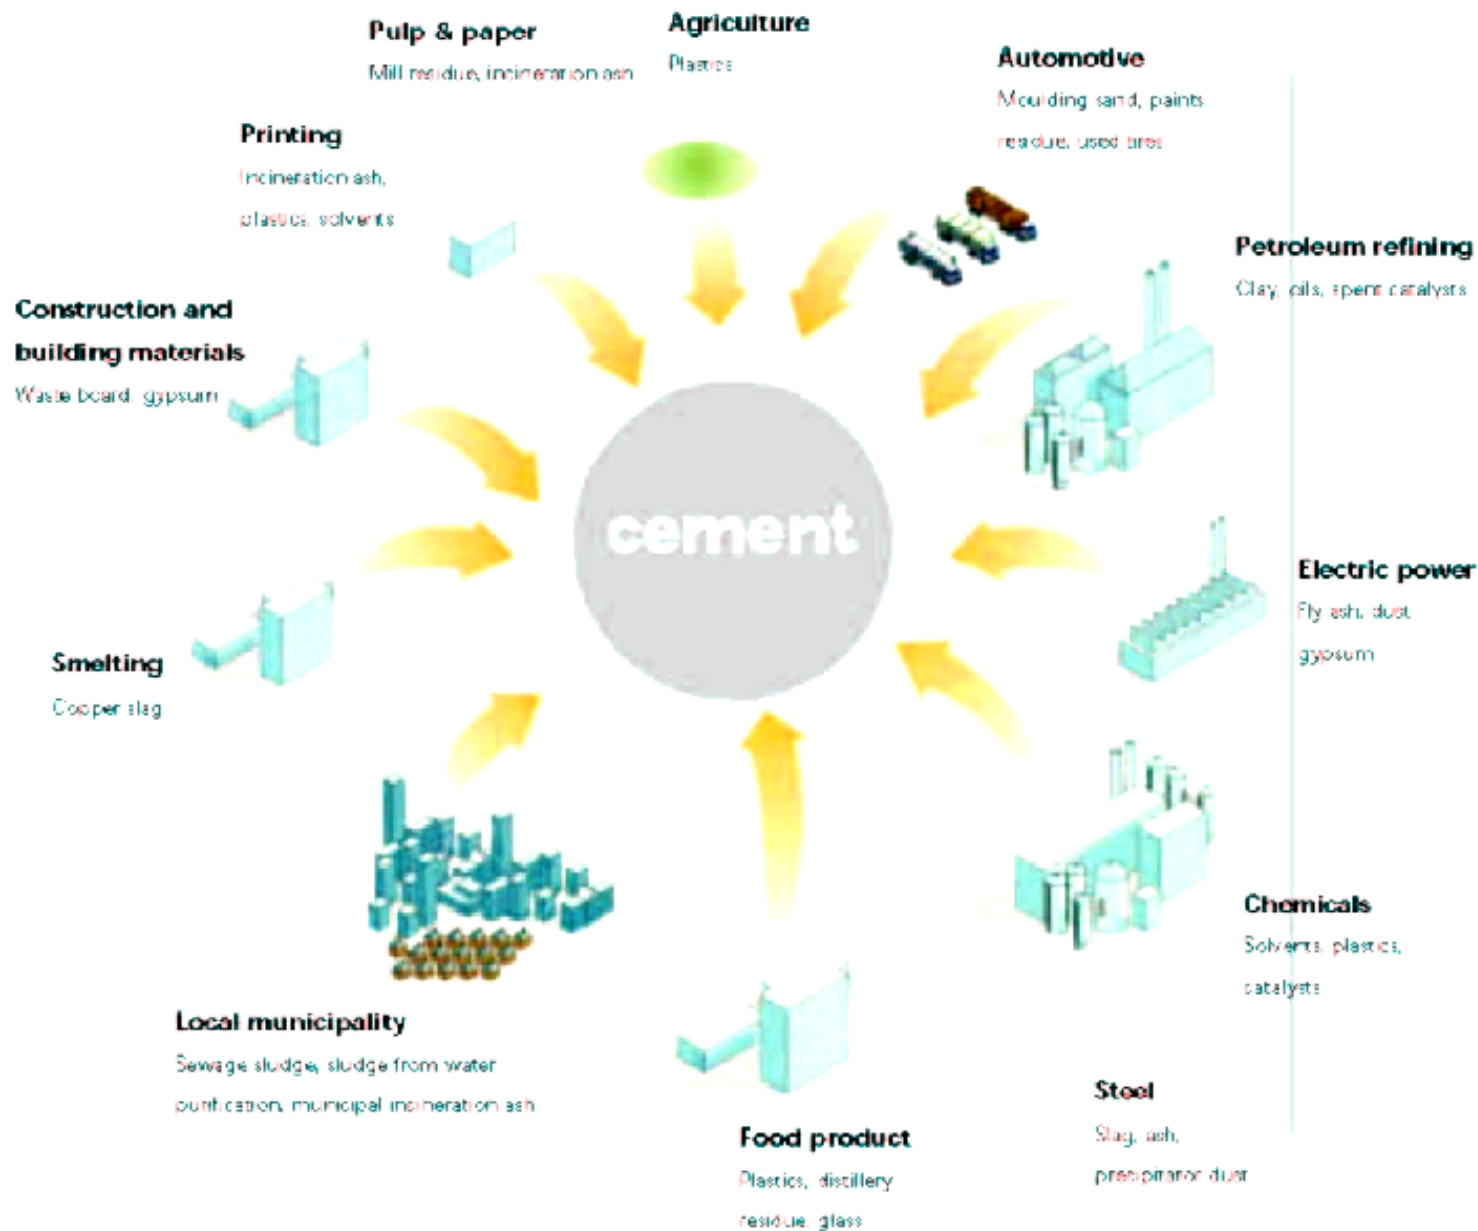 Pulp & paper
Mill residue, incineration ash
Agriculture
Plastics
Automotive
Moulding sand, paints
residue, used tires
Printing
Incineration ash,
plastics, solvents
Petroleum refining
Clay, oils, spent catalysts
Construction and
building materials
Waste board, gypsum
cement
Electric power
Fly ash, dust
gypsum
Smelting
Copper slag
Chemicals
Solvents, plastics,
catalysts
Local municipality
Sewage sludge, sludge from water
purification, municipal incineration ash
Steel
Slag, ash,
precipitator dust
Food product
Plastics, distillery
residue, glass